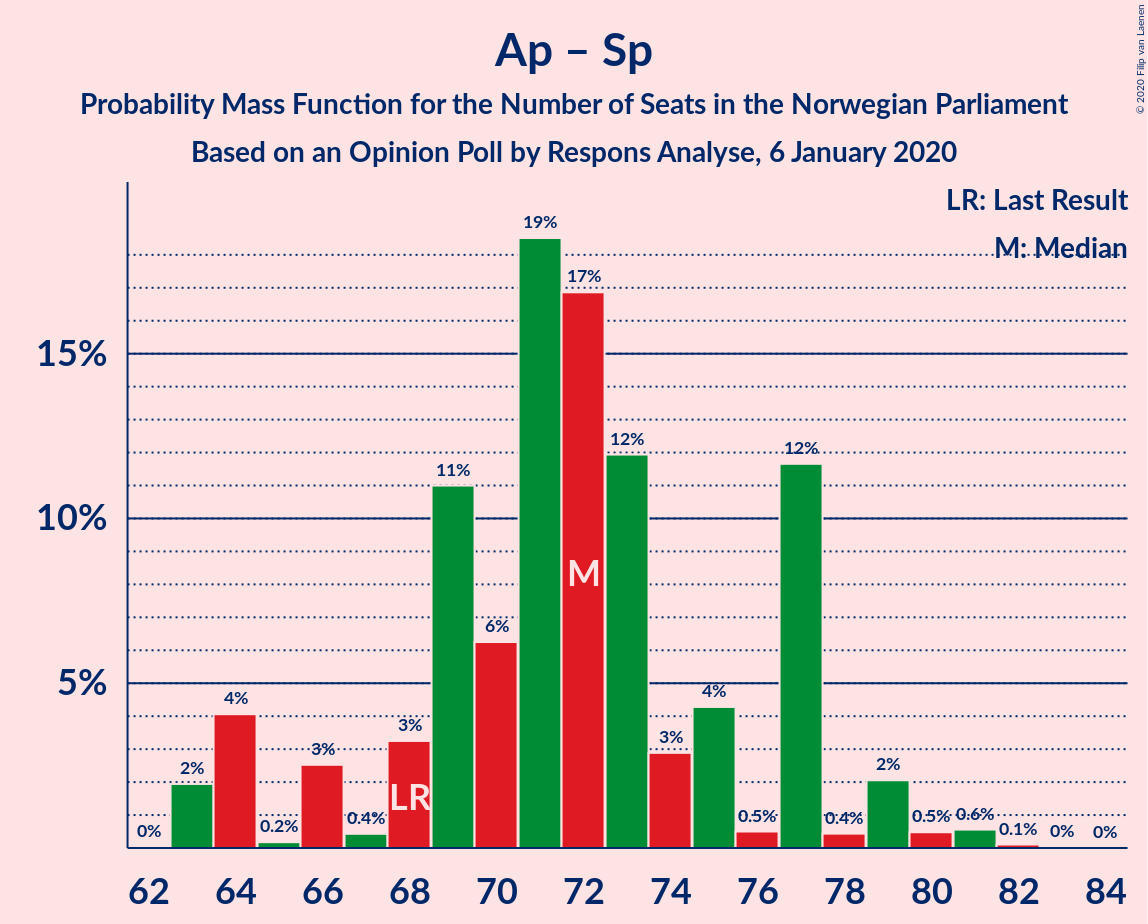 Ap – Sp
Probability Mass Function for the Number of Seats in the Norwegian Parliament
Based on an Opinion Poll by Respons Analyse, 6 January 2020
© 2020 Filip van Laenen
LR: Last Result
M: Median
15%
10%
5%
0%
2%
4%
0.2%
3%
0.4%
3%
11%
6%
19%
17%
12%
3%
4%
0.5%
12%
0.4%
2%
0.5%
0.6%
0.1%
0%
0%
LR
M
62 64 66 68 70 72 74 76 78 80 82 84